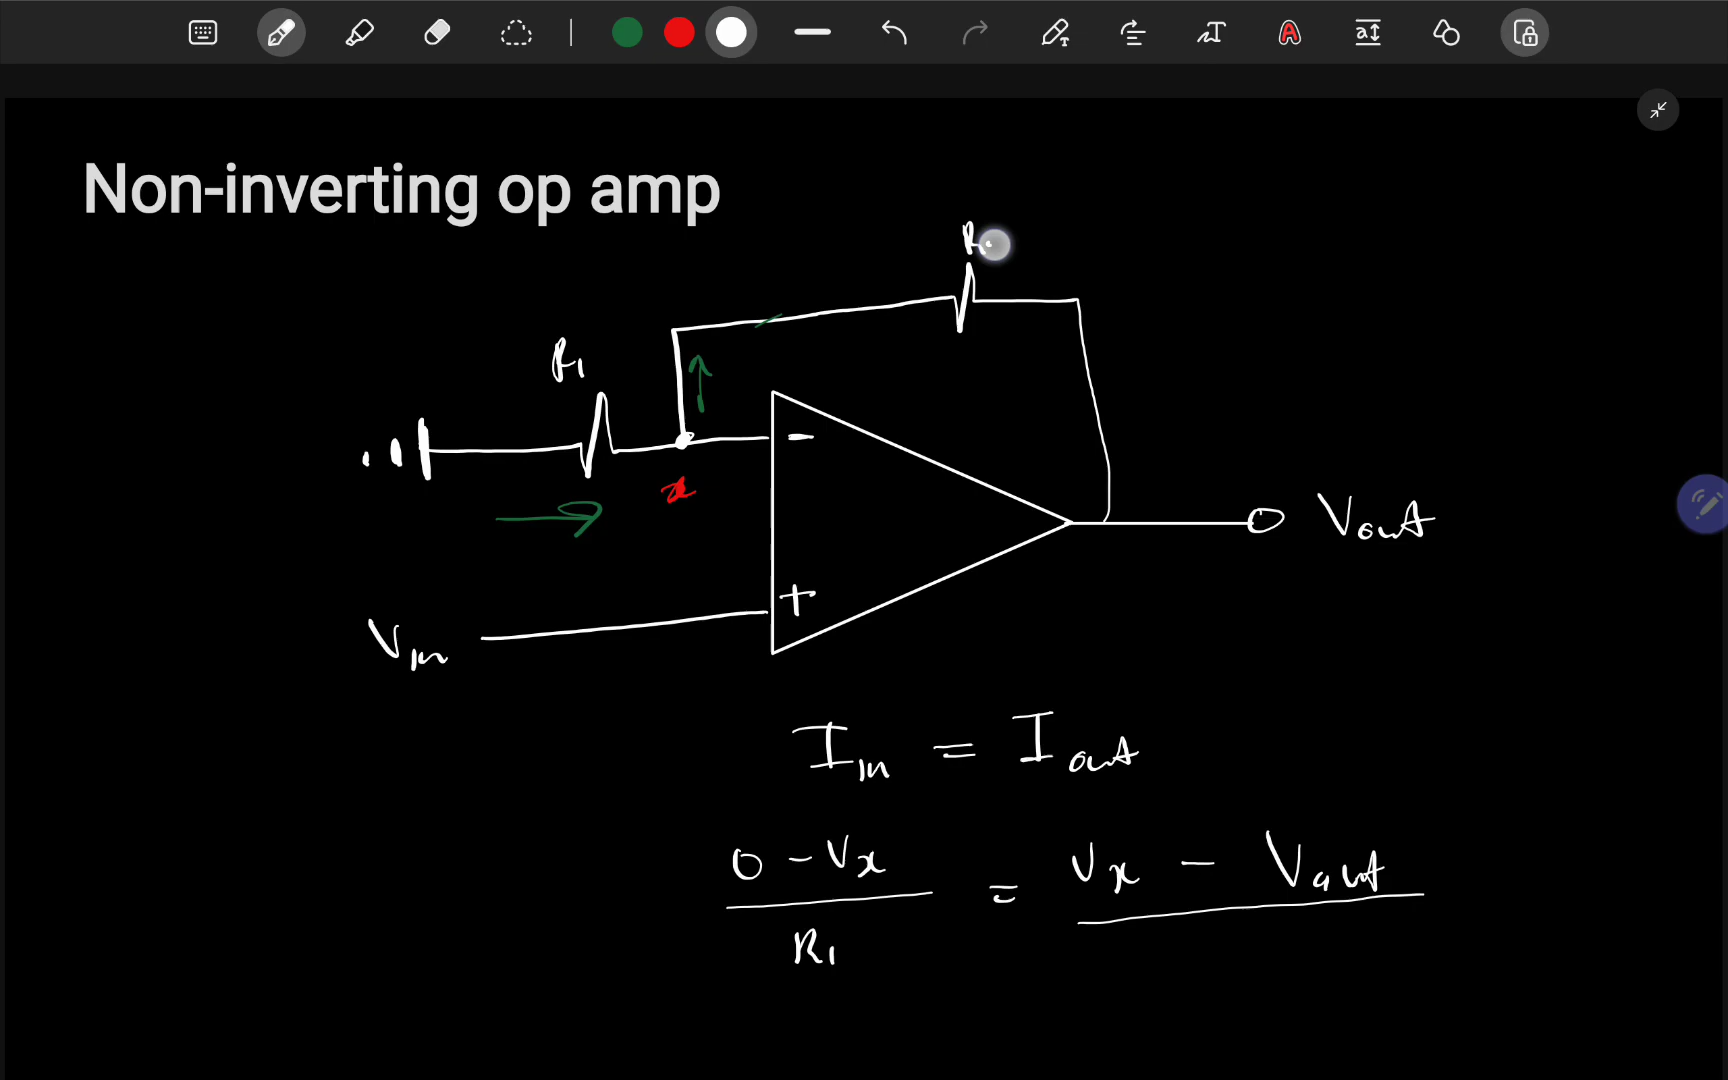 Non-inverting op amp
R
R1
-
x
Vout
+
Vin
Iin = Iout
0 - Vx / R1 = Vx - Vout